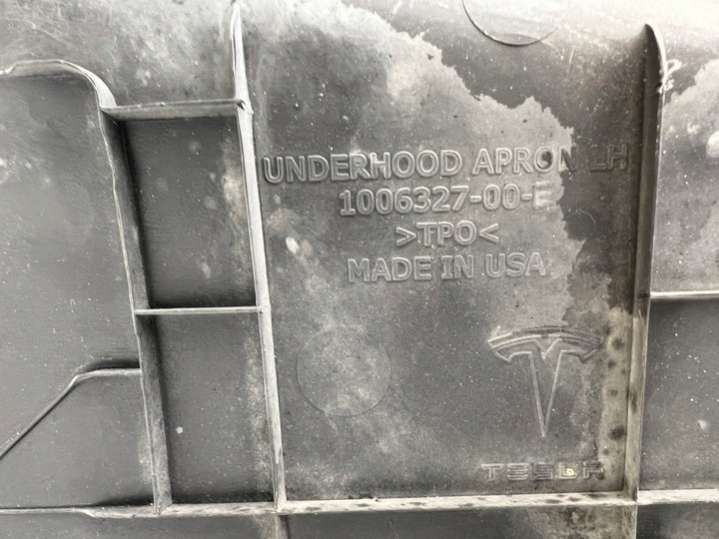 UNDERHOOD APRON LH
1006327-00-E
>TPO<
MADE IN USA
TESLA